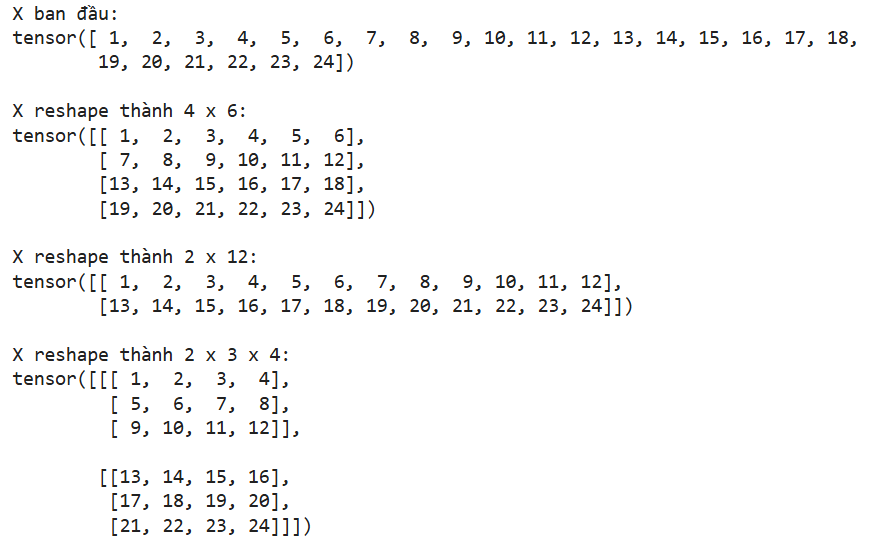 X ban đầu:
tensor([ 1,  2,  3,  4,  5,  6,  7,  8,  9, 10, 11, 12, 13, 14, 15, 16, 17, 18,
        19, 20, 21, 22, 23, 24])

X reshape thành 4 x 6:
tensor([[ 1,  2,  3,  4,  5,  6],
        [ 7,  8,  9, 10, 11, 12],
        [13, 14, 15, 16, 17, 18],
        [19, 20, 21, 22, 23, 24]])

X reshape thành 2 x 12:
tensor([[ 1,  2,  3,  4,  5,  6,  7,  8,  9, 10, 11, 12],
        [13, 14, 15, 16, 17, 18, 19, 20, 21, 22, 23, 24]])

X reshape thành 2 x 3 x 4:
tensor([[[ 1,  2,  3,  4],
         [ 5,  6,  7,  8],
         [ 9, 10, 11, 12]],

        [[13, 14, 15, 16],
         [17, 18, 19, 20],
         [21, 22, 23, 24]]])